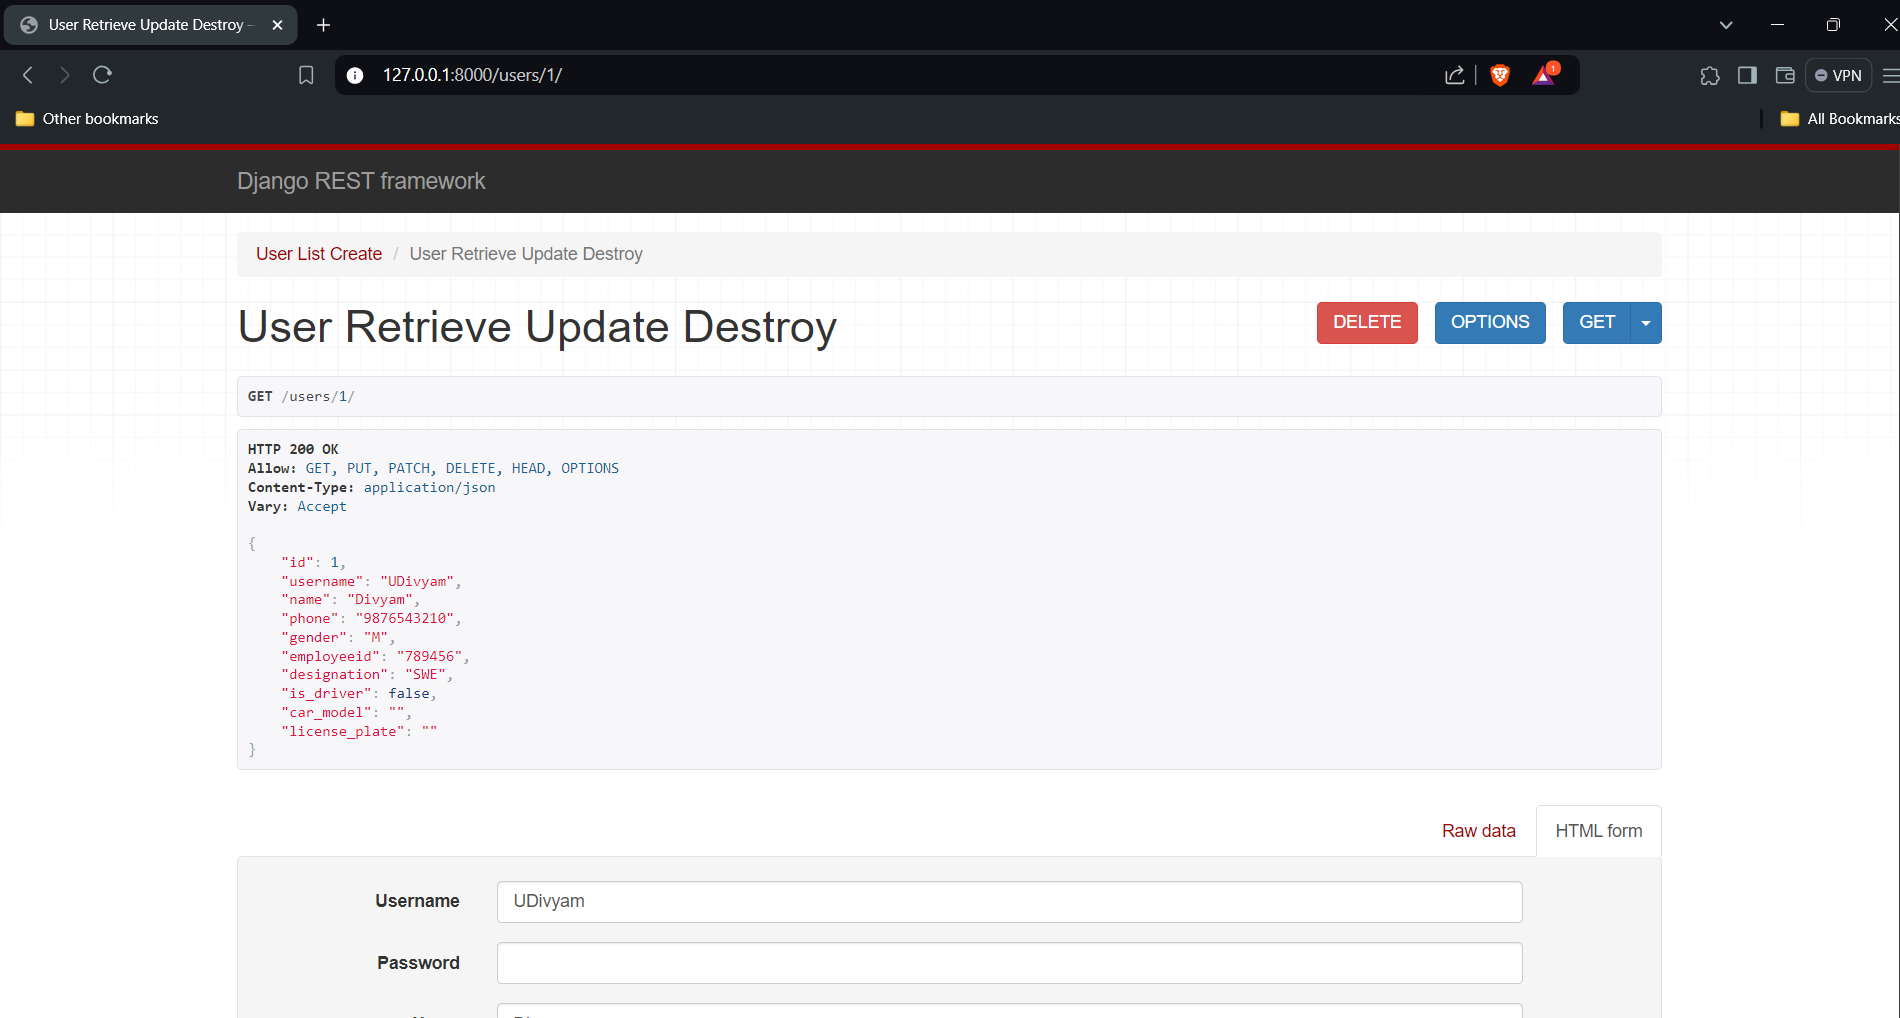 User Retrieve Update Destroy –
127.0.0.1:8000/users/1/
1
VPN
Other bookmarks
All Bookmarks
Django REST framework
User List Create / User Retrieve Update Destroy
User Retrieve Update Destroy
DELETE
OPTIONS
GET
GET /users/1/
HTTP 200 OK
Allow: GET, PUT, PATCH, DELETE, HEAD, OPTIONS
Content-Type: application/json
Vary: Accept
{
"id": 1,
"username": "UDivyam",
"name": "Divyam",
"phone": "9876543210",
"gender": "M",
"employeeid": "789456",
"designation": "SWE",
"is_driver": false,
"car_model": "",
"license_plate": ""
}
Raw data
HTML form
Username
UDivyam
Password